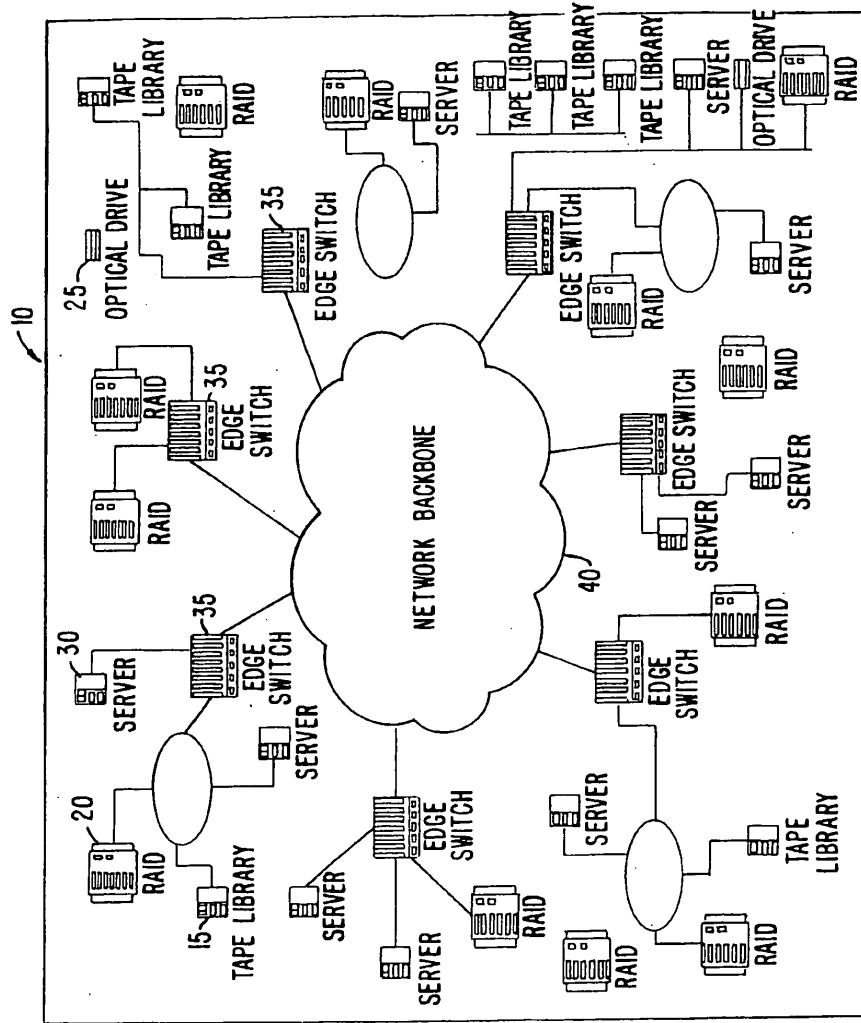 10
25
30
20
OPTICAL DRIVE
TAPE
LIBRARY
RAID
SERVER
RAID
RAID
15
35
35
TAPE LIBRARY
RAID
TAPE LIBRARY
EDGE
SWITCH
EDGE
SWITCH
35
SERVER
EDGE SWITCH
SERVER
RAID
SERVER
NETWORK BACKBONE
EDGE
SWITCH
SERVER
TAPE LIBRARY
RAID
EDGE SWITCH
TAPE LIBRARY
SERVER
40
RAID
RAID
TAPE LIBRARY
EDGE
SWITCH
EDGE SWITCH
SERVER
SERVER
RAID
RAID
OPTICAL DRIVE
RAID
TAPE
LIBRARY
SERVER
SERVER
RAID